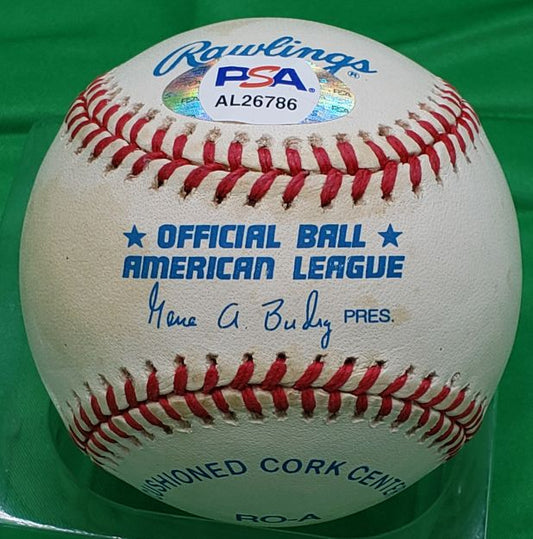 Rawlings ®
PSA ®
AL26786
★ OFFICIAL BALL ★
AMERICAN LEAGUE
Gene A. Budig PRES.
CUSHIONED CORK CENTER
RO-A